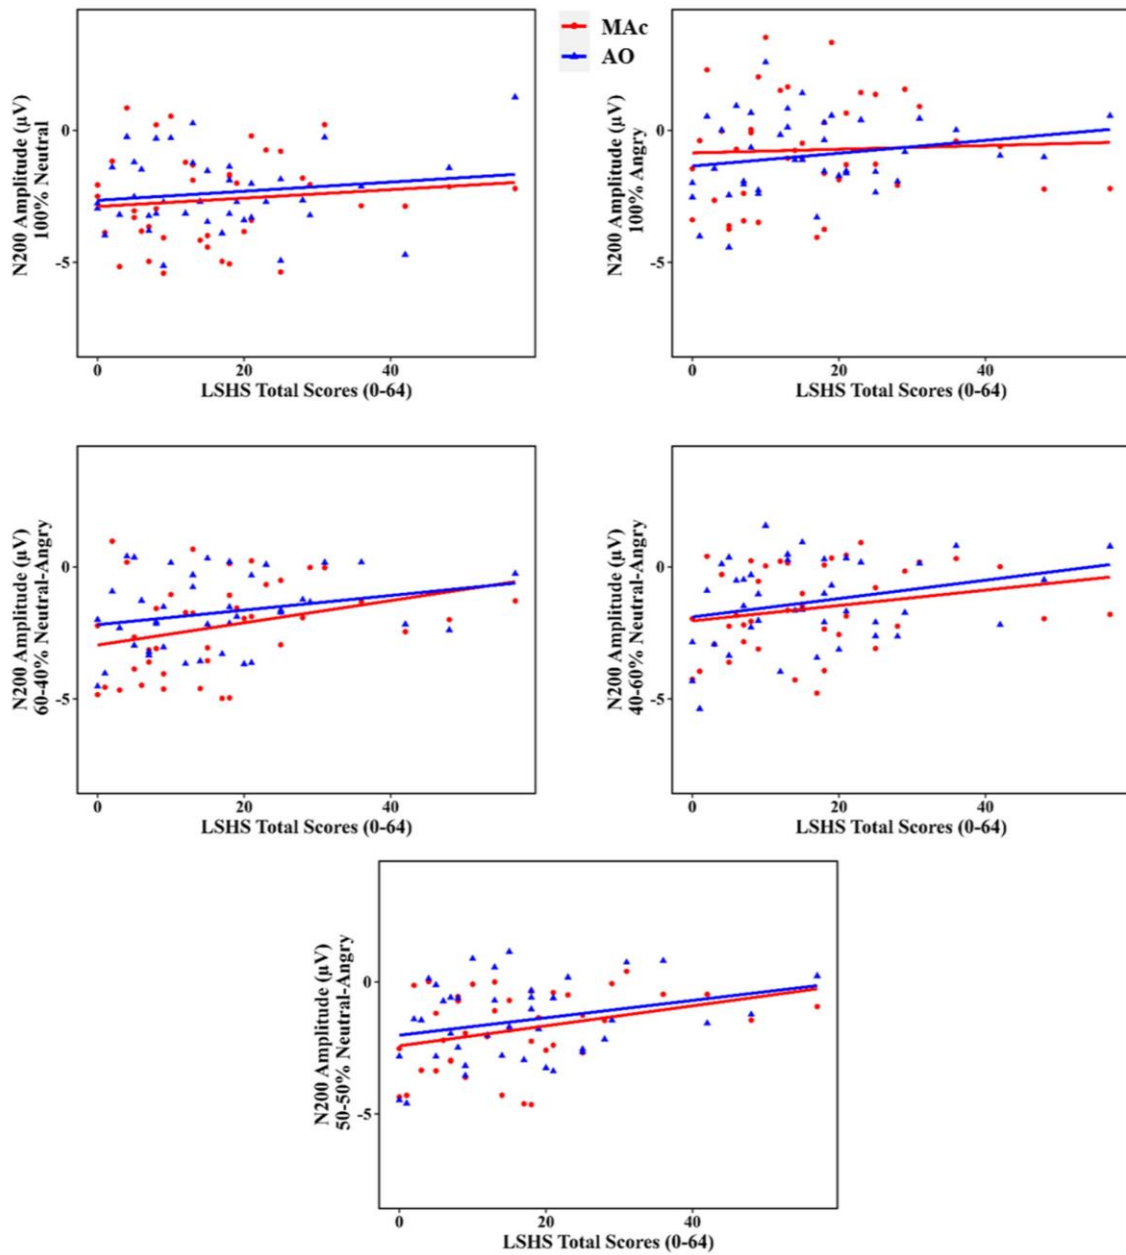 MAc
AO
N200 Amplitude (µV)
100% Neutral
0
-5
0 20 40
LSHS Total Scores (0-64)
N200 Amplitude (µV)
100% Angry
0
-5
0 20 40
LSHS Total Scores (0-64)
N200 Amplitude (µV)
60-40% Neutral-Angry
0
-5
0 20 40
LSHS Total Scores (0-64)
N200 Amplitude (µV)
40-60% Neutral-Angry
0
-5
0 20 40
LSHS Total Scores (0-64)
N200 Amplitude (µV)
50-50% Neutral-Angry
0
-5
0 20 40
LSHS Total Scores (0-64)